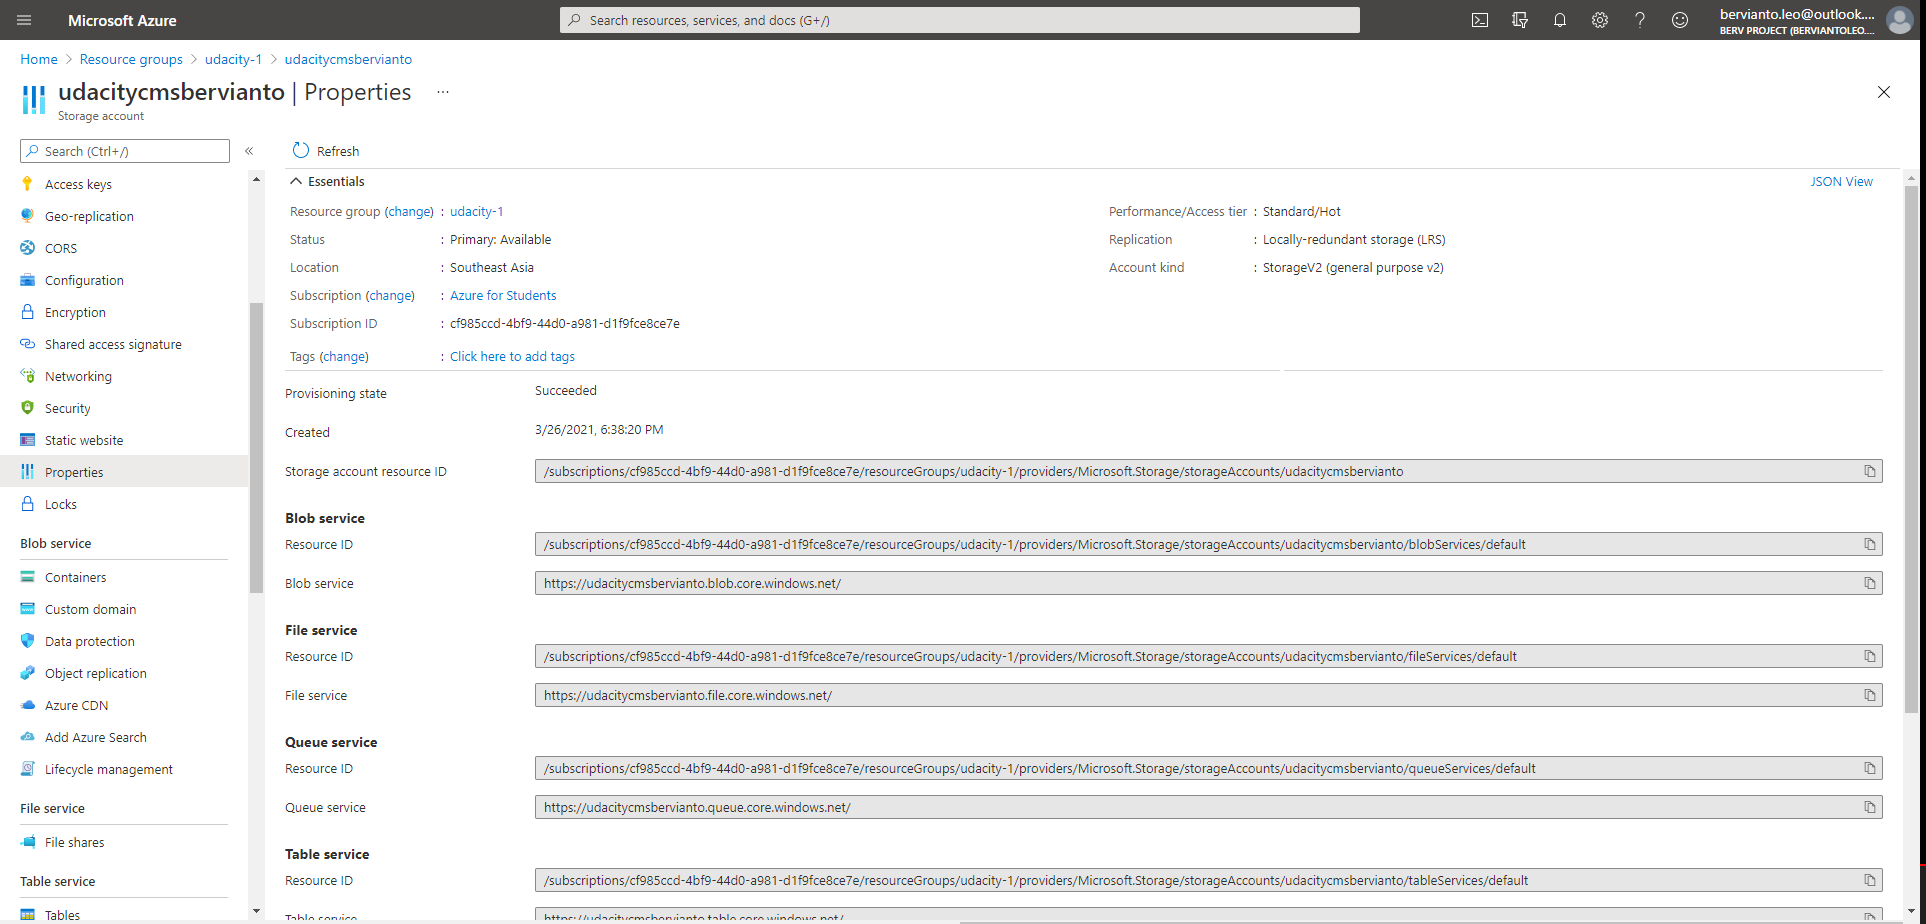 Microsoft Azure
Search resources, services, and docs (G+/)
bervianto.leo@outlook....
BERV PROJECT (BERVIANTOLEO....
Home > Resource groups > udacity-1 > udacitycmsbervianto
udacitycmsbervianto | Properties ...
Storage account
Search (Ctrl+/)
«
Access keys
Geo-replication
CORS
Configuration
Encryption
Shared access signature
Networking
Security
Static website
Properties
Locks
Blob service
Containers
Custom domain
Data protection
Object replication
Azure CDN
Add Azure Search
Lifecycle management
File service
File shares
Table service
Tables
Refresh
Essentials
JSON View
Resource group (change) : udacity-1
Status : Primary: Available
Location : Southeast Asia
Subscription (change) : Azure for Students
Subscription ID : cf985ccd-4bf9-44d0-a981-d1f9fce8ce7e
Tags (change) : Click here to add tags
Performance/Access tier : Standard/Hot
Replication : Locally-redundant storage (LRS)
Account kind : StorageV2 (general purpose v2)
Provisioning state Succeeded
Created 3/26/2021, 6:38:20 PM
Storage account resource ID /subscriptions/cf985ccd-4bf9-44d0-a981-d1f9fce8ce7e/resourceGroups/udacity-1/providers/Microsoft.Storage/storageAccounts/udacitycmsbervianto
Blob service
Resource ID /subscriptions/cf985ccd-4bf9-44d0-a981-d1f9fce8ce7e/resourceGroups/udacity-1/providers/Microsoft.Storage/storageAccounts/udacitycmsbervianto/blobServices/default
Blob service https://udacitycmsbervianto.blob.core.windows.net/
File service
Resource ID /subscriptions/cf985ccd-4bf9-44d0-a981-d1f9fce8ce7e/resourceGroups/udacity-1/providers/Microsoft.Storage/storageAccounts/udacitycmsbervianto/fileServices/default
File service https://udacitycmsbervianto.file.core.windows.net/
Queue service
Resource ID /subscriptions/cf985ccd-4bf9-44d0-a981-d1f9fce8ce7e/resourceGroups/udacity-1/providers/Microsoft.Storage/storageAccounts/udacitycmsbervianto/queueServices/default
Queue service https://udacitycmsbervianto.queue.core.windows.net/
Table service
Resource ID /subscriptions/cf985ccd-4bf9-44d0-a981-d1f9fce8ce7e/resourceGroups/udacity-1/providers/Microsoft.Storage/storageAccounts/udacitycmsbervianto/tableServices/default
Table service https://udacitycmsbervianto.table.core.windows.net/